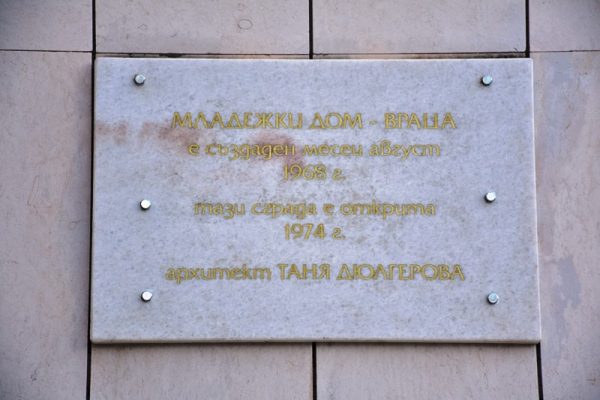 МЛАДЕЖКИ ДОМ - ВРАЦА
е създаден месец август
1968 г.
тази сграда е открита
1974 г.
архитект ТАНЯ ДЮЛГЕРОВА